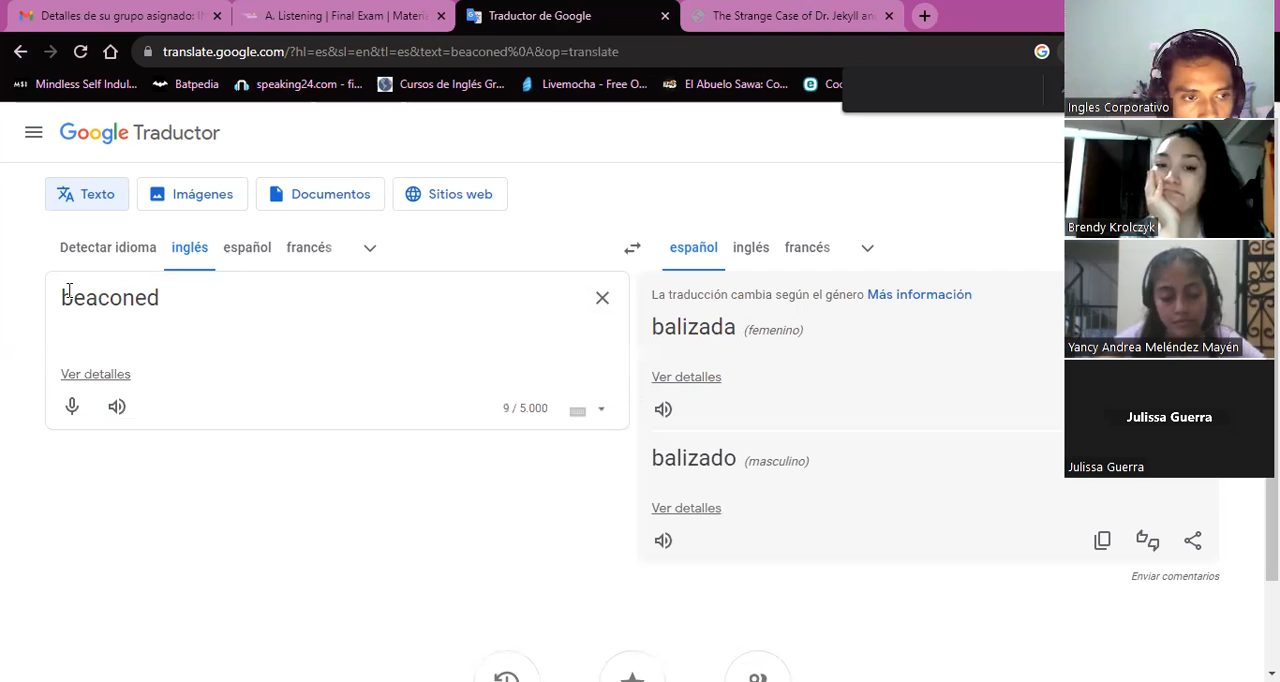 Detalles de su grupo asignado: I
A. Listening | Final Exam | Materi
Traductor de Google
The Strange Case of Dr. Jekyll an
translate.google.com/?hl=es&sl=en&tl=es&text=beaconed%0A&op=translate
MSI Mindless Self Indul... Batpedia speaking24.com - fi... Cursos de Inglés Gr... Livemocha - Free O... El Abuelo Sawa: Co... Coc
Google Traductor
Texto Imágenes Documentos Sitios web
Detectar idioma inglés español francés
español inglés francés
beaconed
Ver detalles
9 / 5.000
La traducción cambia según el género Más información
balizada (femenino)
Ver detalles
balizado (masculino)
Ver detalles
Enviar comentarios
Ingles Corporativo
Brendy Krolczyk
Yancy Andrea Meléndez Mayén
Julissa Guerra
Julissa Guerra